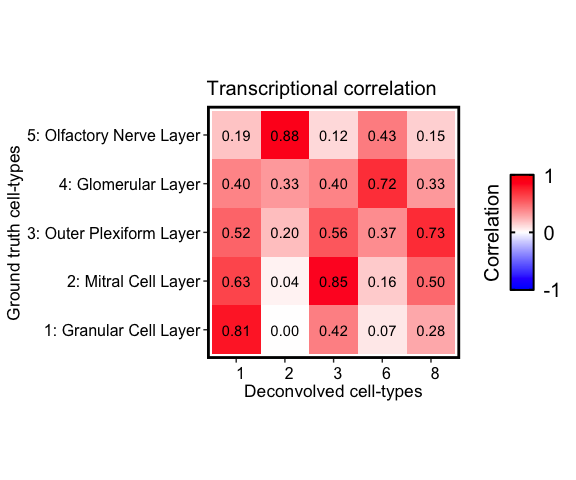 Transcriptional correlation
Ground truth cell-types
5: Olfactory Nerve Layer 0.19 0.88 0.12 0.43 0.15
4: Glomerular Layer 0.40 0.33 0.40 0.72 0.33
3: Outer Plexiform Layer 0.52 0.20 0.56 0.37 0.73
2: Mitral Cell Layer 0.63 0.04 0.85 0.16 0.50
1: Granular Cell Layer 0.81 0.00 0.42 0.07 0.28
1 2 3 6 8
Deconvolved cell-types
Correlation
1
0
-1